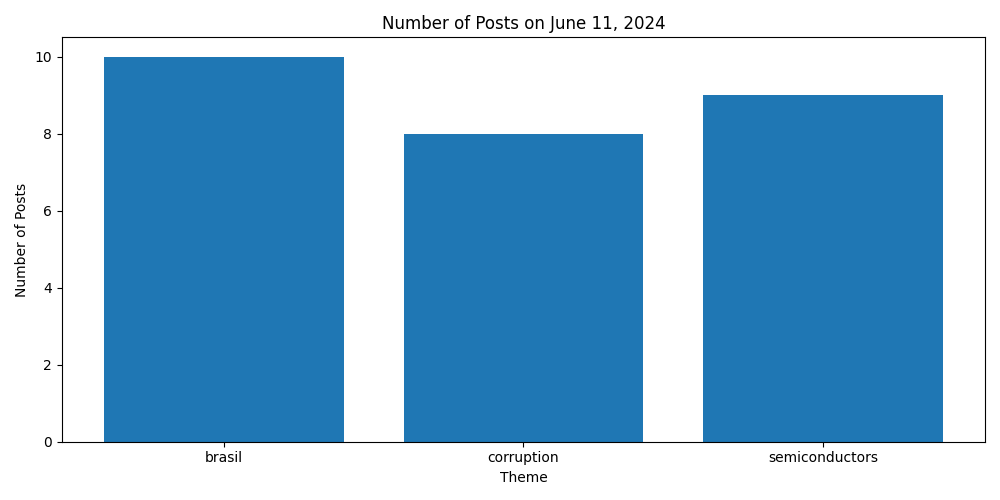 Number of Posts on June 11, 2024
Number of Posts
10
8
6
4
2
0
brasil
corruption
semiconductors
Theme